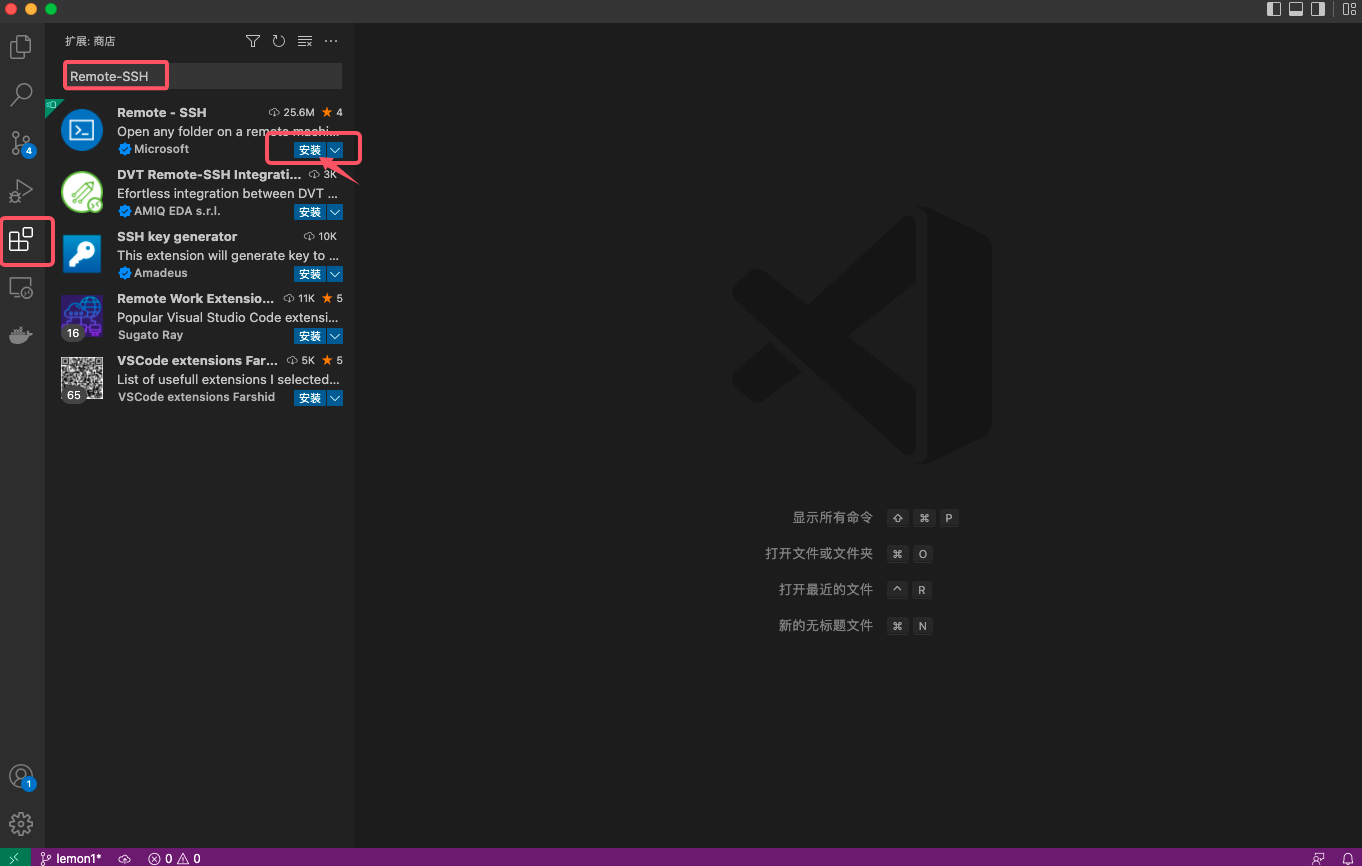 扩展: 商店
Remote-SSH
Remote - SSH 25.6M 4
Open any folder on a remote machi...
Microsoft 安装
DVT Remote-SSH Integrati... 3K
Effortless integration between DVT ...
AMIQ EDA s.r.l. 安装
SSH key generator 10K
This extension will generate key to ...
Amadeus 安装
Remote Work Extensio... 11K 5
Popular Visual Studio Code extensi...
16 Sugato Ray 安装
VSCode extensions Far... 5K 5
List of usefull extensions I selected...
65 VSCode extensions Farshid 安装
4
1
显示所有命令 ⇧ ⌘ P
打开文件或文件夹 ⌘ O
打开最近的文件 ^ R
新的无标题文件 ⌘ N
lemon1* 0 0